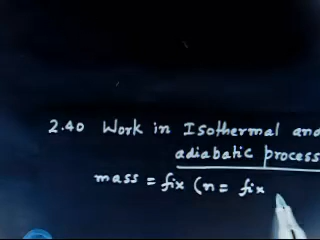 2.40 Work in Isothermal and
adiabatic process
mass = fix (n = fix